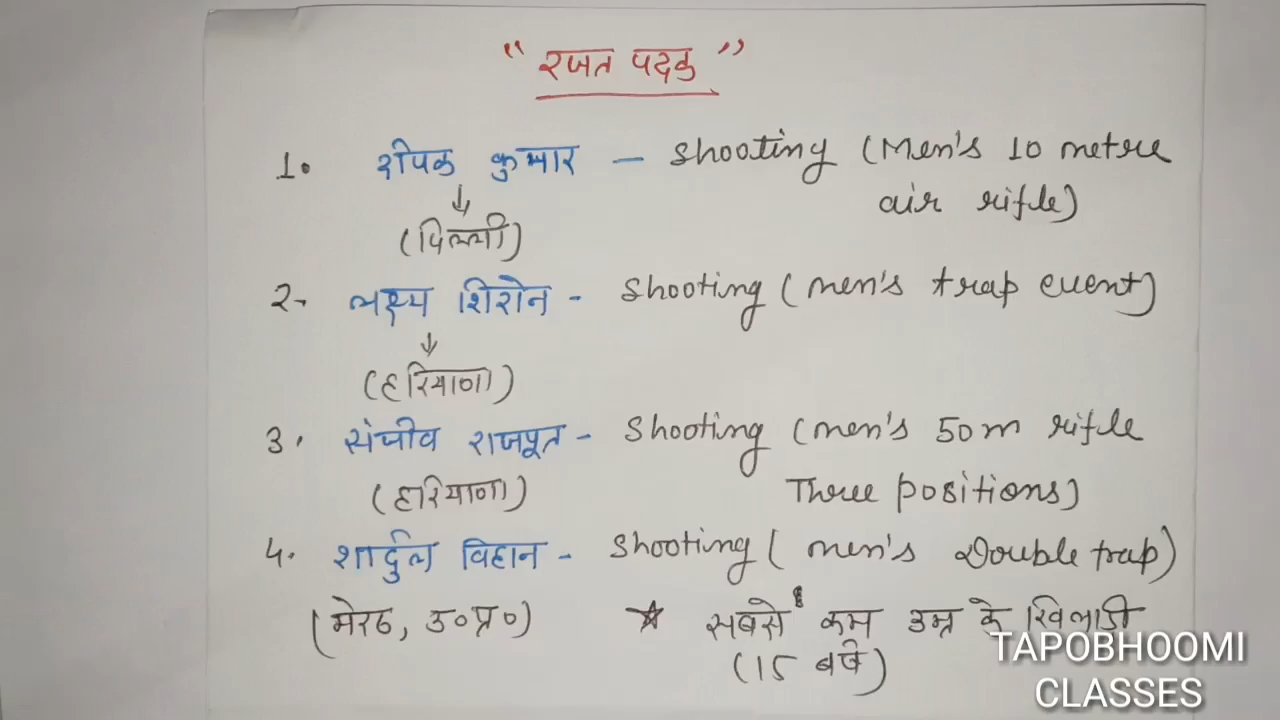 “ रजत पदक ”
1. दीपक कुमार – Shooting (Men's 10 metre
air rifle)
(दिल्ली)
2. लक्ष्य शिरोन - Shooting (men's trap event)
(हरियाणा)
3. संजीव राजपूत - Shooting (men's 50m rifle
(हरियाणा) Three positions)
4. शार्दुल विहान - Shooting (men's Double trap)
(मेरठ, उ०प्र०) ☆ सबसे कम उम्र के खिलाडी
(15 वर्ष)
TAPOBHOOMI
CLASSES